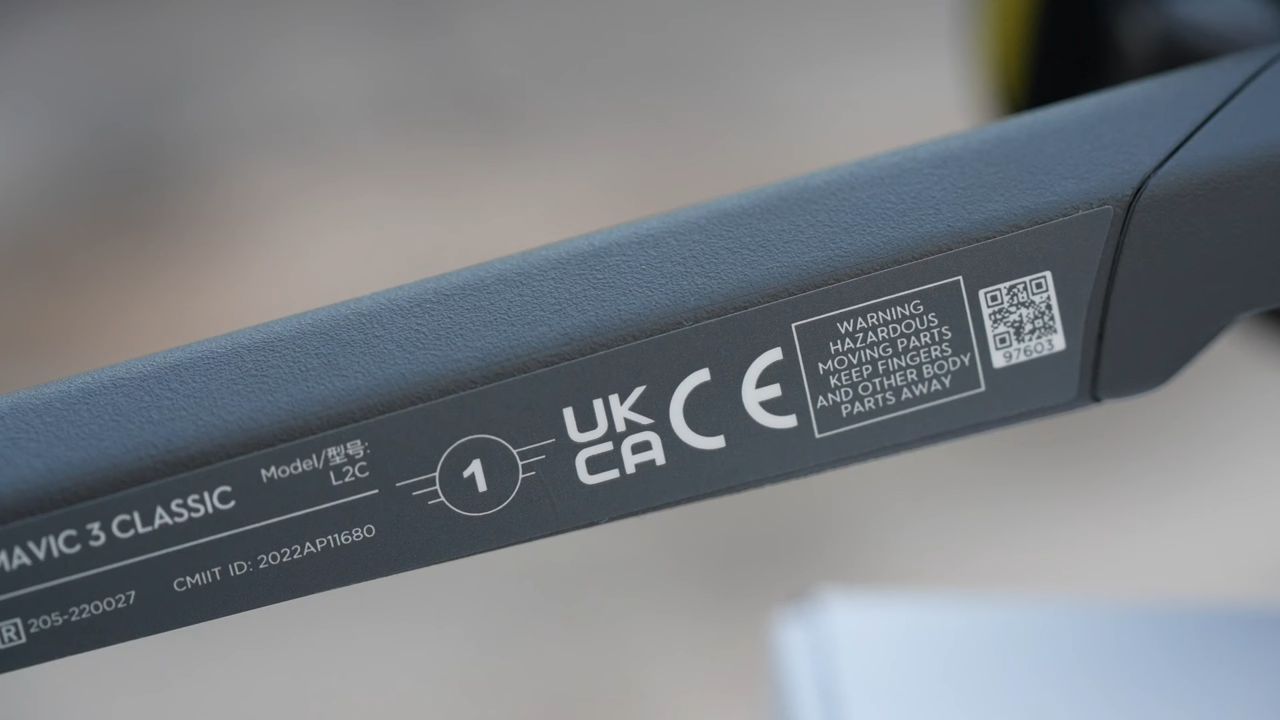 MAVIC 3 CLASSIC
Model/型号:
L2C
R 205-220027
CMIIT ID: 2022AP11680
1
UK
CA
CE
WARNING
HAZARDOUS
MOVING PARTS
KEEP FINGERS
AND OTHER BODY
PARTS AWAY
97603